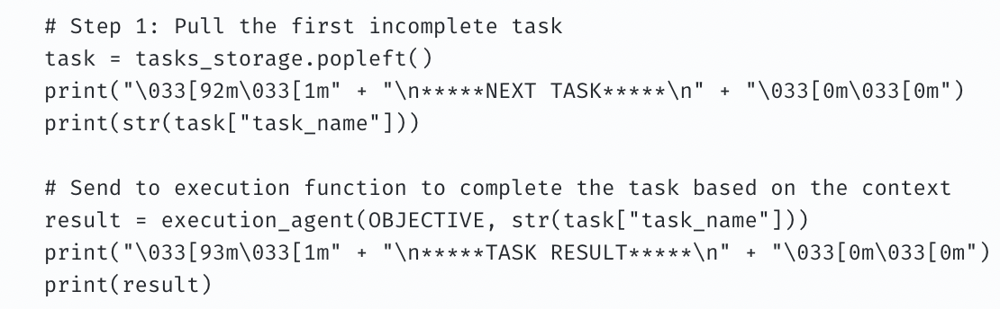 # Step 1: Pull the first incomplete task
task = tasks_storage.popleft()
print("\033[92m\033[1m" + "\n*****NEXT TASK*****\n" + "\033[0m\033[0m")
print(str(task["task_name"]))

# Send to execution function to complete the task based on the context
result = execution_agent(OBJECTIVE, str(task["task_name"]))
print("\033[93m\033[1m" + "\n*****TASK RESULT*****\n" + "\033[0m\033[0m")
print(result)